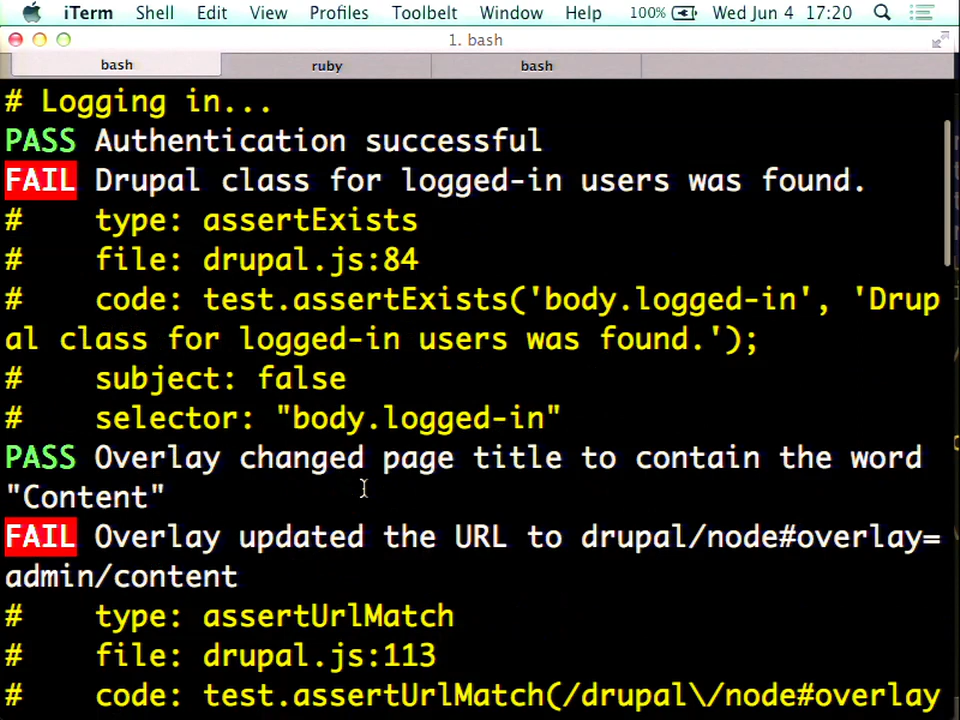 iTerm Shell Edit View Profiles Toolbelt Window Help 100% Wed Jun 4 17:20
1. bash
bash ruby bash
# Logging in...
PASS Authentication successful
FAIL Drupal class for logged-in users was found.
# type: assertExists
# file: drupal.js:84
# code: test.assertExists('body.logged-in', 'Drup
al class for logged-in users was found.');
# subject: false
# selector: "body.logged-in"
PASS Overlay changed page title to contain the word
"Content"
FAIL Overlay updated the URL to drupal/node#overlay=
admin/content
# type: assertUrlMatch
# file: drupal.js:113
# code: test.assertUrlMatch(/drupal\/node#overlay